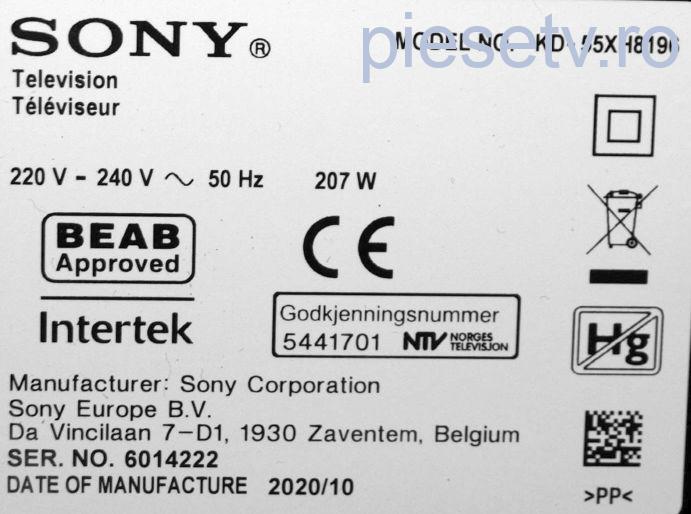 SONY®
MODEL NO. KD-55XH8196
piesetv.ro
Television
Téléviseur
220 V - 240 V ~ 50 Hz 207 W
BEAB
Approved
CE
Intertek
Godkjenningsnummer
5441701 NTV NORGES
TELEVISJON
Hg
Manufacturer: Sony Corporation
Sony Europe B.V.
Da Vincilaan 7-D1, 1930 Zaventem, Belgium
SER. NO. 6014222
DATE OF MANUFACTURE 2020/10
>PP<